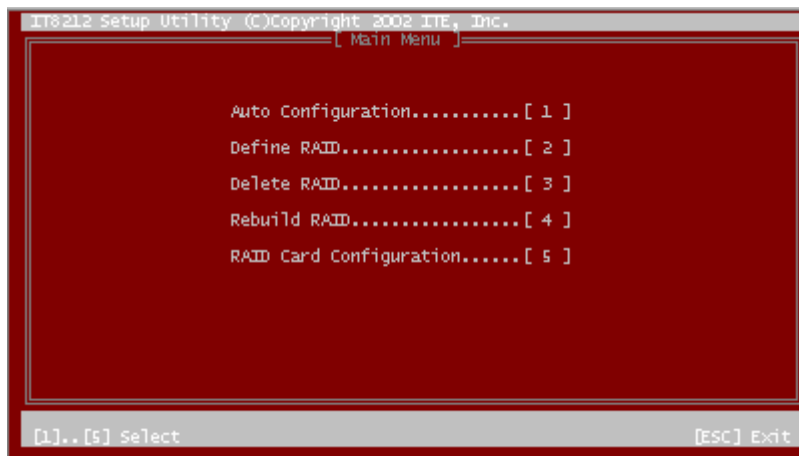 IT8212 Setup Utility (C)Copyright 2002 ITE, Inc.
[ Main Menu ]
Auto Configuration...........[ 1 ]
Define RAID..................[ 2 ]
Delete RAID..................[ 3 ]
Rebuild RAID.................[ 4 ]
RAID Card Configuration......[ 5 ]
[1]..[5] Select [ESC] Exit